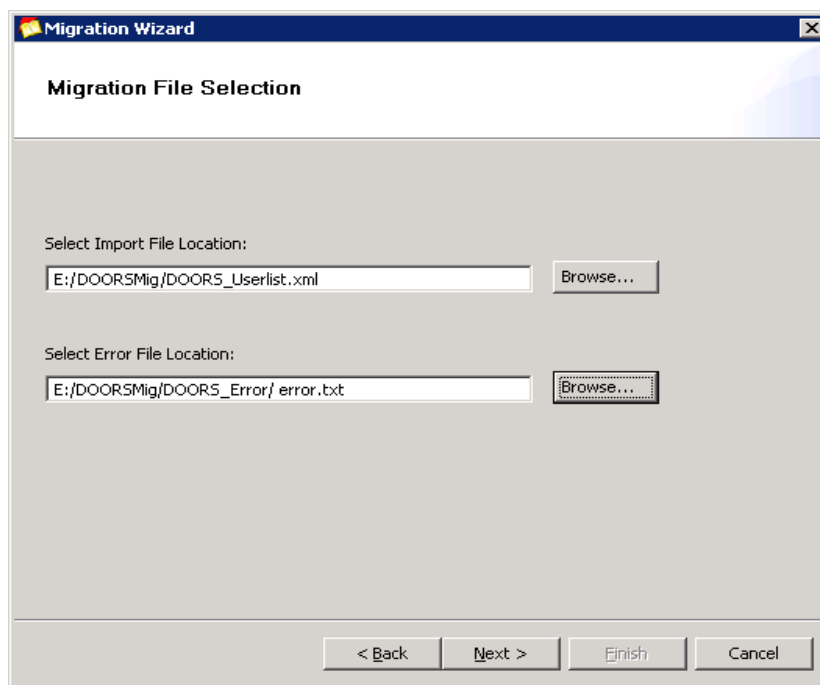 Migration Wizard
Migration File Selection
Select Import File Location:
E:/DOORSMig/DOORS_Userlist.xml
Browse...
Select Error File Location:
E:/DOORSMig/DOORS_Error/ error.txt
Browse...
< Back
Next >
Finish
Cancel